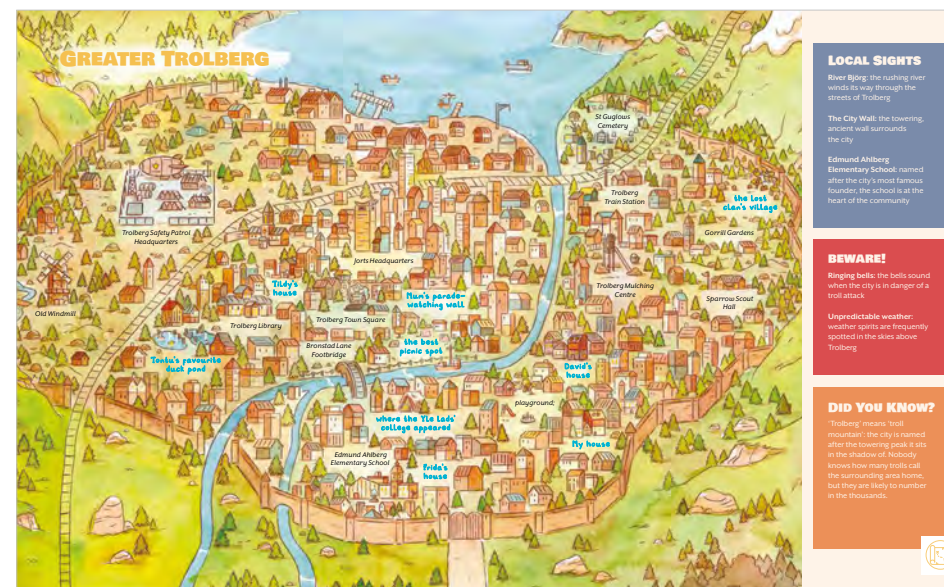 GREATER TROLBERG
St Guglows
Cemetery
Trolberg
Train Station
the lost
clan's village
Trolberg Safety Patrol
Headquarters
Gorrill Gardens
Jorts Headquarters
Tildy's
house
Mum's parade-
watching wall
Trolberg Mulching
Centre
Sparrow Scout
Hall
Old Windmill
Trolberg Library
Trolberg Town Square
Bronstad Lane
Footbridge
the best
picnic spot
Tontu's favourite
duck pond
David's
house
playground;
where the Yle Lads'
college appeared
My house
Edmund Ahlberg
Elementary School
Frida's
house
LOCAL SIGHTS
River Björg: the rushing river
winds its way through the
streets of Trolberg
The City Wall: the towering,
ancient wall surrounds
the city
Edmund Ahlberg
Elementary School: named
after the city's most famous
founder, the school is at the
heart of the community
BEWARE!
Ringing bells: the bells sound
when the city is in danger of a
troll attack
Unpredictable weather:
weather spirits are frequently
spotted in the skies above
Trolberg
DID YOU KNOW?
'Trolberg' means 'troll
mountain': the city is named
after the towering peak it sits
in the shadow of. Nobody
knows how many trolls call
the surrounding area home,
but they are likely to number
in the thousands.